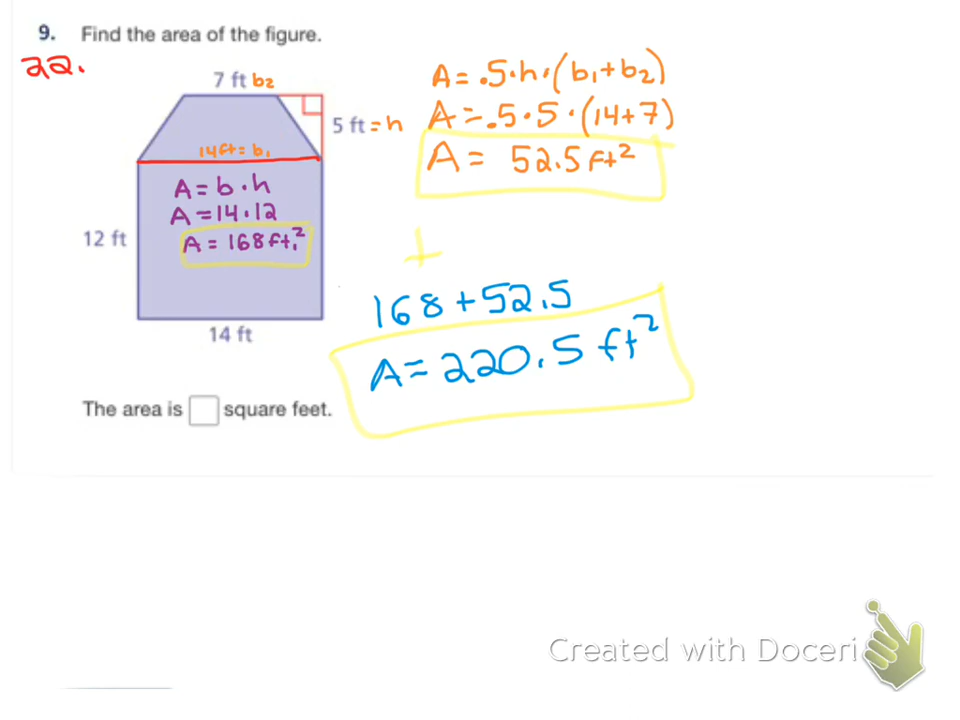 9. Find the area of the figure.
22.
7 ft b2
5 ft = h
14ft = b1
A = b · h
A = 14 · 12
A = 168 ft.²
12 ft
14 ft
A = .5 · h · (b1 + b2)
A = .5 · 5 · (14 + 7)
A = 52.5 ft²
+
168 + 52.5
A = 220.5 ft²
The area is square feet.
Created with Doceri